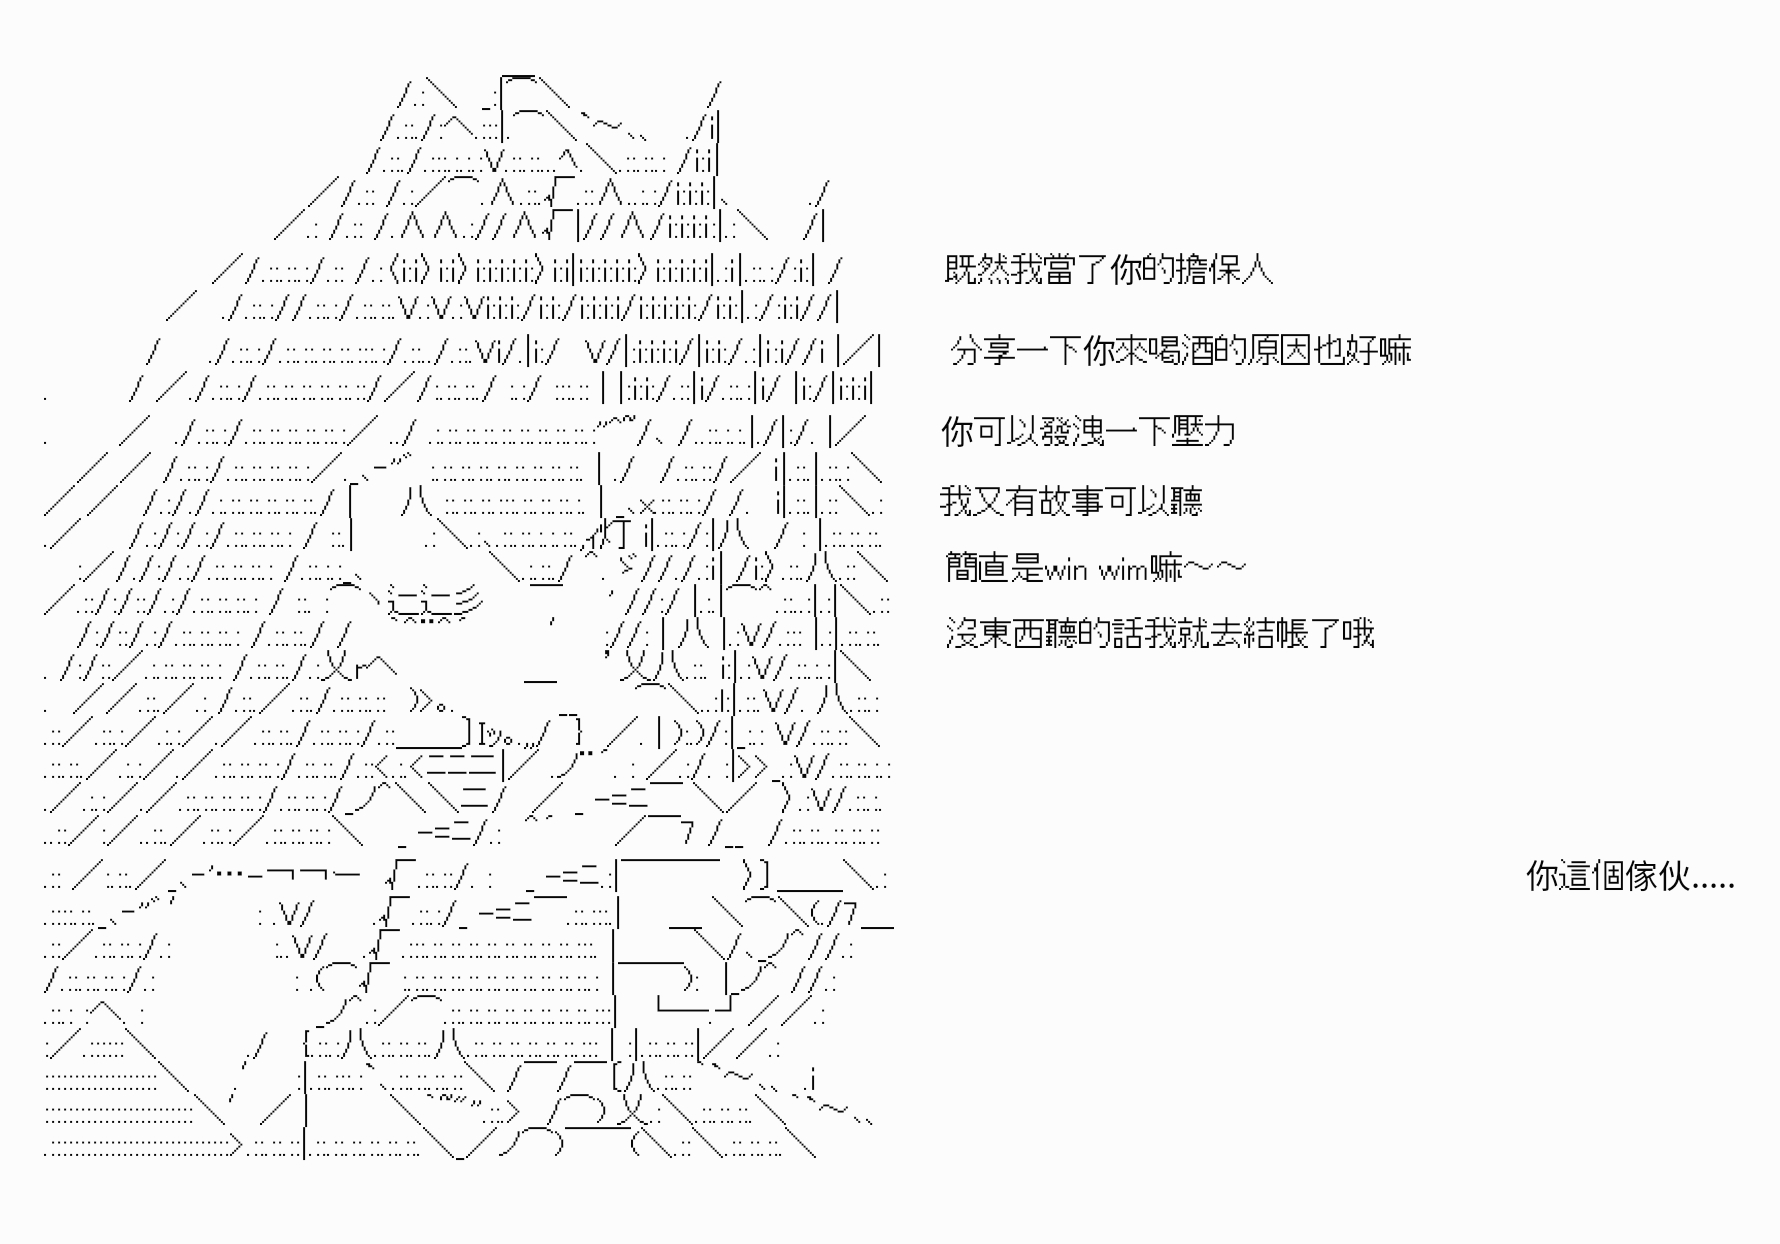 既然我當了你的擔保人
分享一下你來喝酒的原因也好嘛
你可以發洩一下壓力
我又有故事可以聽
簡直是win wim嘛～～
沒東西聽的話我就去結帳了哦
你這個傢伙.....